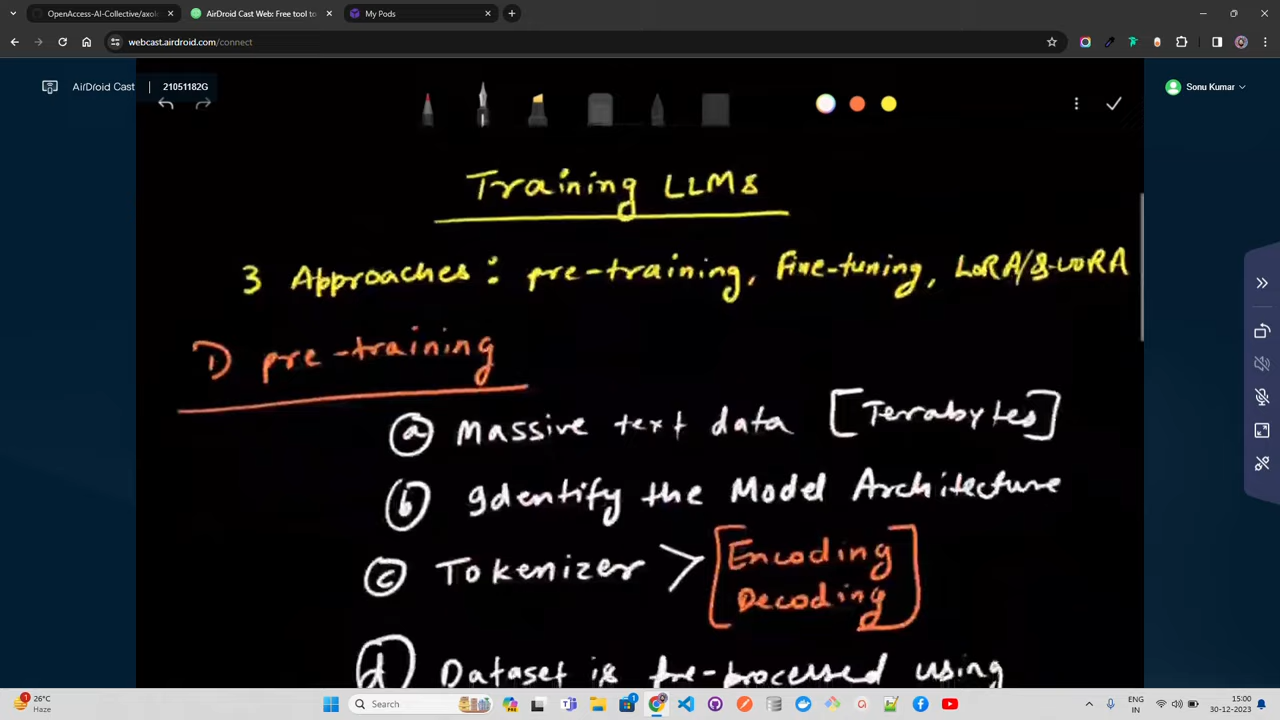 OpenAccess-AI-Collective/axol
AirDroid Cast Web: Free tool to
My Pods
webcast.airdroid.com/connect
AirDroid Cast
21051182G
Sonu Kumar
Training LLMs
3 Approaches: pre-training, Fine-tuning, LoRA/Q-LoRA
1) pre-training
(a) Massive text data [Terabytes]
(b) Identify the Model Architecture
(c) Tokenizer > [Encoding
Decoding]
(d) Dataset is pre-processed using
1
26°C
Haze
Search
1
ENG
IN
15:00
30-12-2023